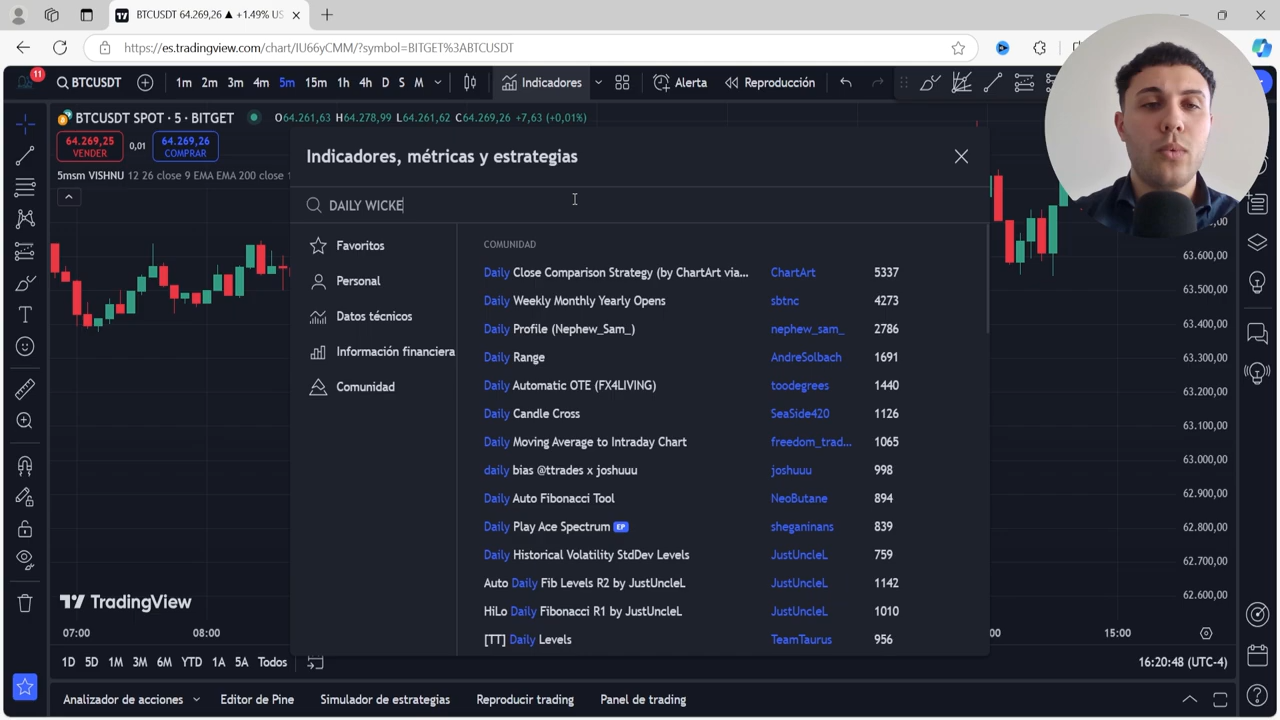 BTCUSDT 64.269,26 ▲ +1.49% US
https://es.tradingview.com/chart/IU66yCMM/?symbol=BITGET%3ABTCUSDT
11
BTCUSDT
1m 2m 3m 4m 5m 15m 1h 4h D S M
Indicadores
Alerta
Reproducción
BTCUSDT SPOT · 5 · BITGET
O64.261,63 H64.278,99 L64.261,62 C64.269,26 +7,63 (+0,01%)
64.269,25
VENDER
0,01
64.269,26
COMPRAR
5msm VISHNU 12 26 close 9 EMA EMA 200 close
Indicadores, métricas y estrategias
DAILY WICKE
Favoritos
Personal
Datos técnicos
Información financiera
Comunidad
COMUNIDAD
Daily Close Comparison Strategy (by ChartArt via... ChartArt 5337
Daily Weekly Monthly Yearly Opens sbtnc 4273
Daily Profile (Nephew_Sam_) nephew_sam_ 2786
Daily Range AndreSolbach 1691
Daily Automatic OTE (FX4LIVING) toodegrees 1440
Daily Candle Cross SeaSide420 1126
Daily Moving Average to Intraday Chart freedom_trad... 1065
daily bias @ttrades x joshuuu joshuuu 998
Daily Auto Fibonacci Tool NeoButane 894
Daily Play Ace Spectrum EP sheganinans 839
Daily Historical Volatility StdDev Levels JustUncleL 759
Auto Daily Fib Levels R2 by JustUncleL JustUncleL 1142
HiLo Daily Fibonacci R1 by JustUncleL JustUncleL 1010
[TT] Daily Levels TeamTaurus 956
63.600,00
63.500,00
63.400,00
63.300,00
63.200,00
63.100,00
63.000,00
62.900,00
62.800,00
62.700,00
62.600,00
TradingView
07:00 08:00 15:00
1D 5D 1M 3M 6M YTD 1A 5A Todos
16:20:48 (UTC-4)
Analizador de acciones
Editor de Pine
Simulador de estrategias
Reproducir trading
Panel de trading